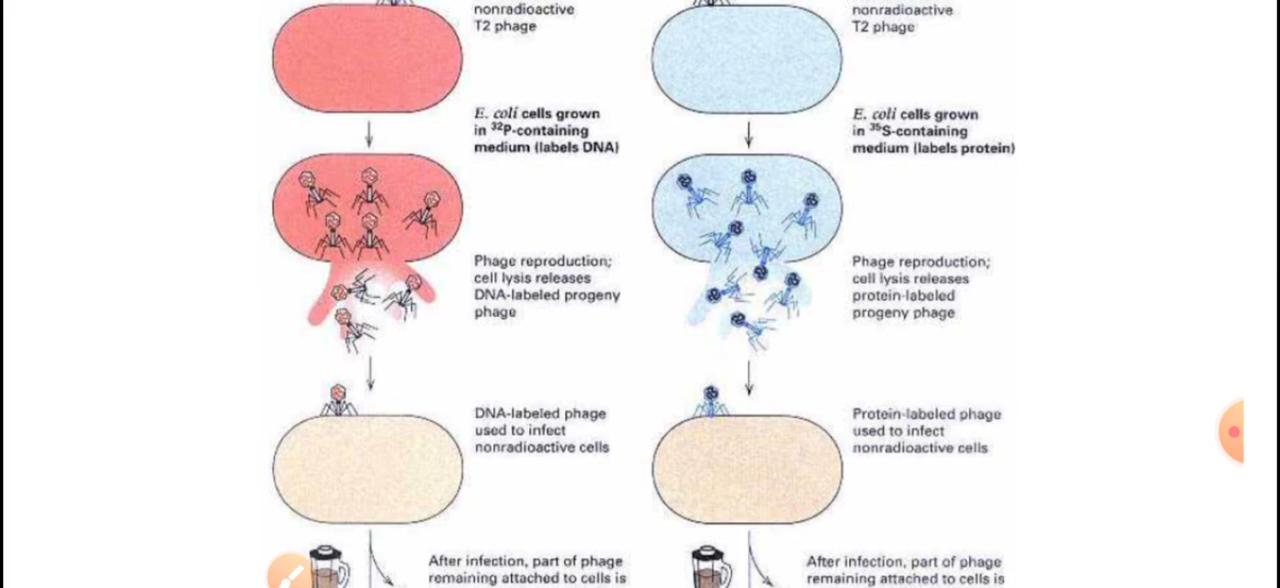 nonradioactive
T2 phage
E. coli cells grown
in ³²P-containing
medium (labels DNA)
Phage reproduction;
cell lysis releases
DNA-labeled progeny
phage
DNA-labeled phage
used to infect
nonradioactive cells
After infection, part of phage
remaining attached to cells is
nonradioactive
T2 phage
E. coli cells grown
in ³⁵S-containing
medium (labels protein)
Phage reproduction;
cell lysis releases
protein-labeled
progeny phage
Protein-labeled phage
used to infect
nonradioactive cells
After infection, part of phage
remaining attached to cells is